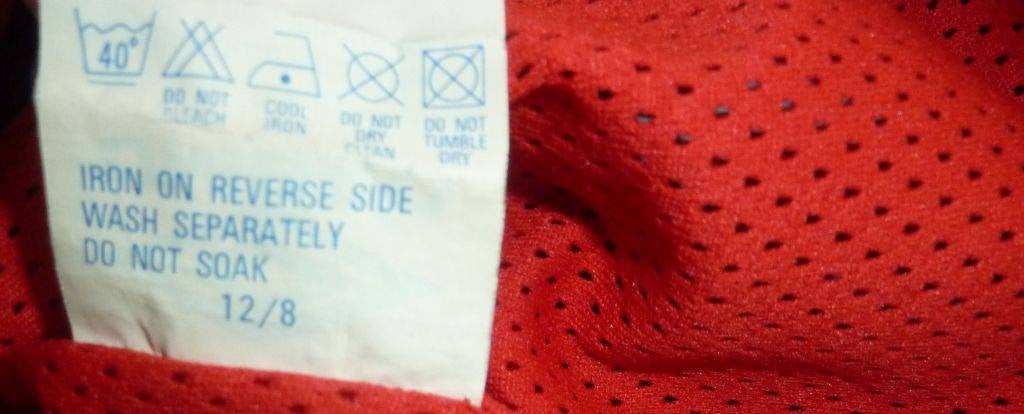 40°
DO NOT
BLEACH
COOL
IRON
DO NOT
DRY
CLEAN
DO NOT
TUMBLE
DRY
IRON ON REVERSE SIDE
WASH SEPARATELY
DO NOT SOAK
12/8